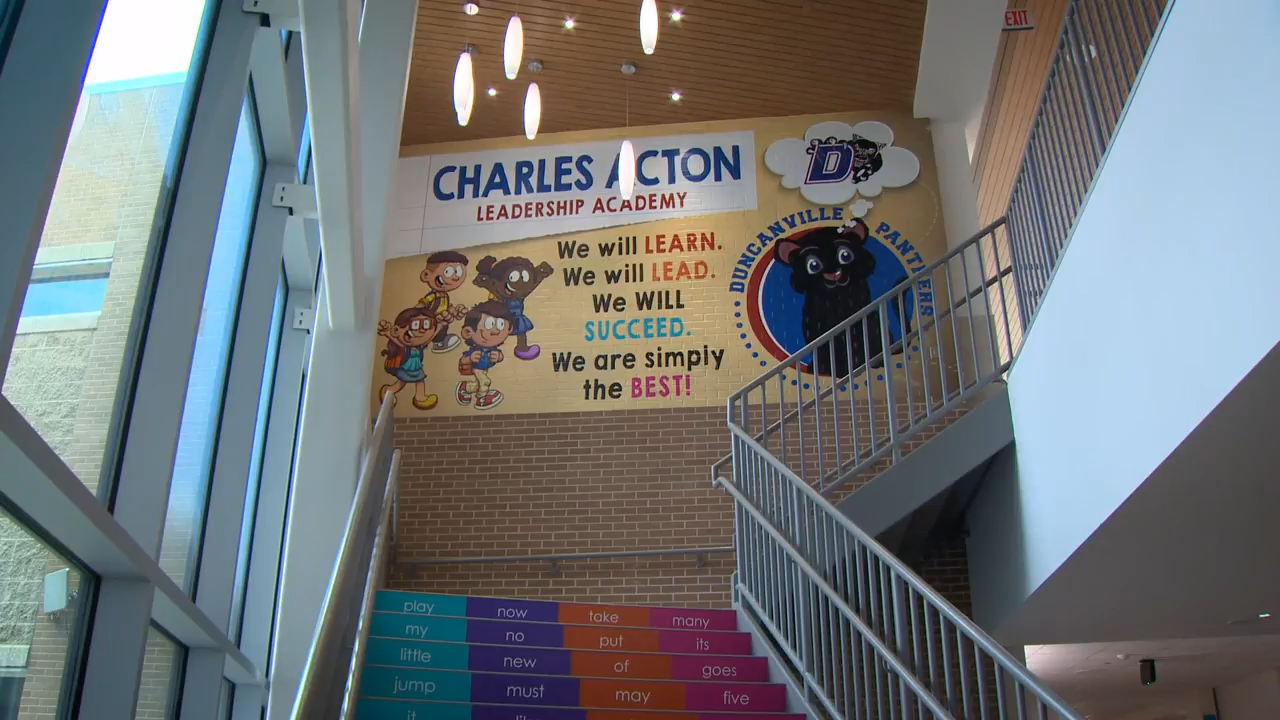 EXIT
CHARLES ACTON
LEADERSHIP ACADEMY
D
We will LEARN.
We will LEAD.
We WILL
SUCCEED.
We are simply
the BEST!
DUNCANVILLE PANTHERS
play now take many
my no put its
little new of goes
jump must may five
it